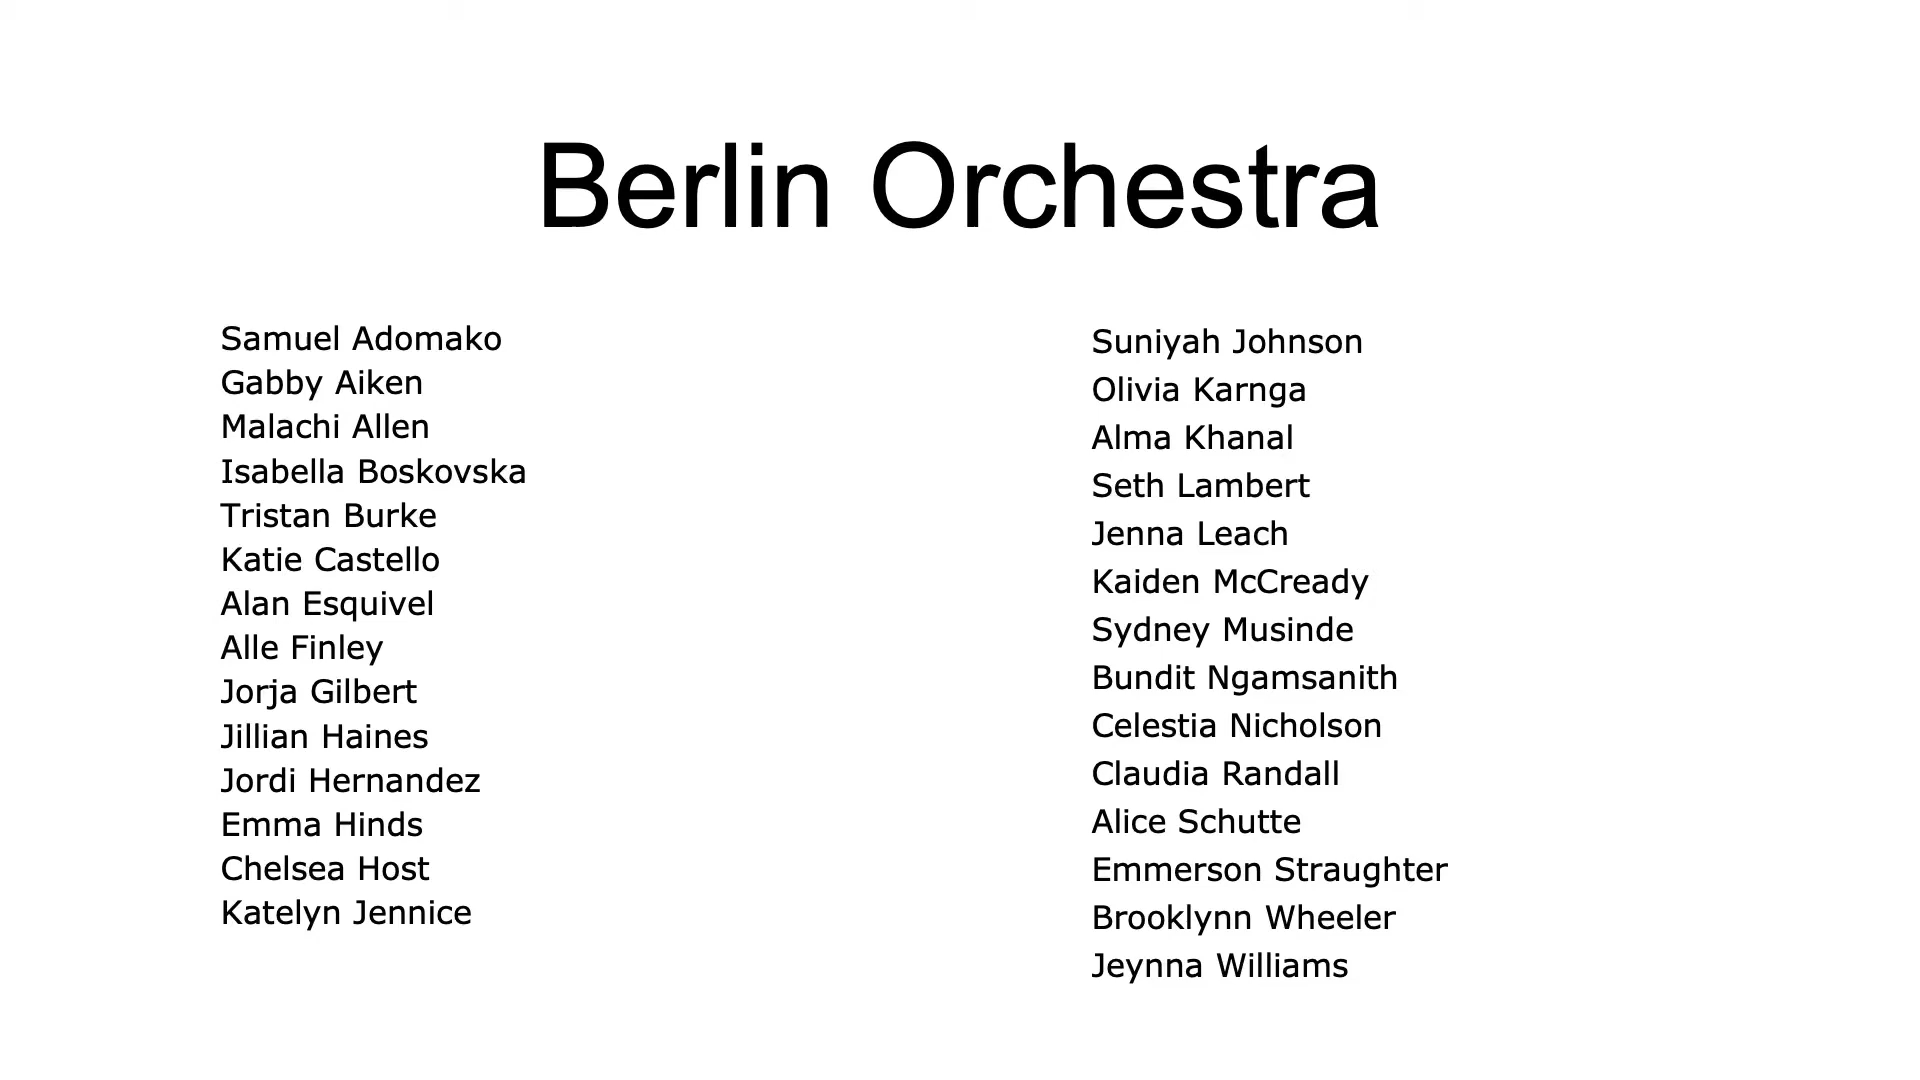 Berlin Orchestra
Samuel Adomako
Gabby Aiken
Malachi Allen
Isabella Boskovska
Tristan Burke
Katie Castello
Alan Esquivel
Alle Finley
Jorja Gilbert
Jillian Haines
Jordi Hernandez
Emma Hinds
Chelsea Host
Katelyn Jennice
Suniyah Johnson
Olivia Karnga
Alma Khanal
Seth Lambert
Jenna Leach
Kaiden McCready
Sydney Musinde
Bundit Ngamsanith
Celestia Nicholson
Claudia Randall
Alice Schutte
Emmerson Straughter
Brooklynn Wheeler
Jeynna Williams